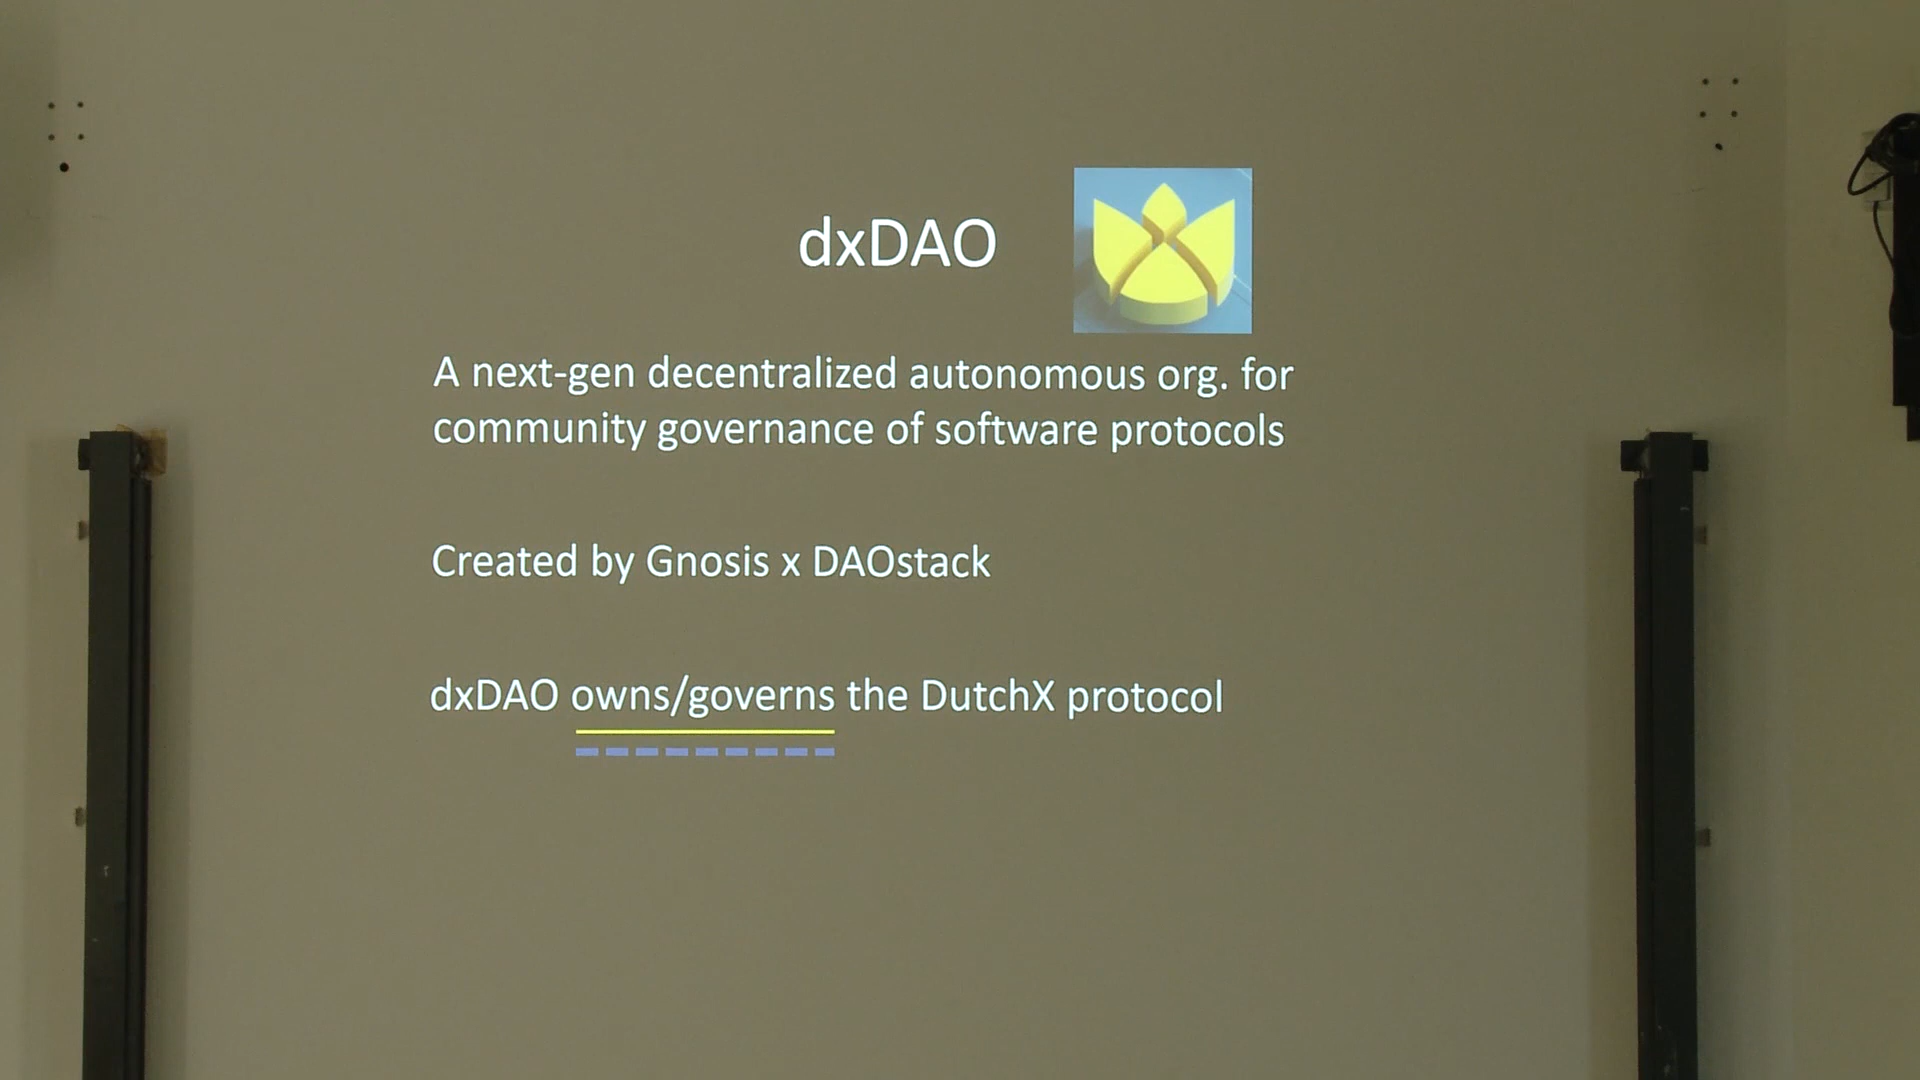 dxDAO
A next-gen decentralized autonomous org. for
community governance of software protocols
Created by Gnosis x DAOstack
dxDAO owns/governs the DutchX protocol